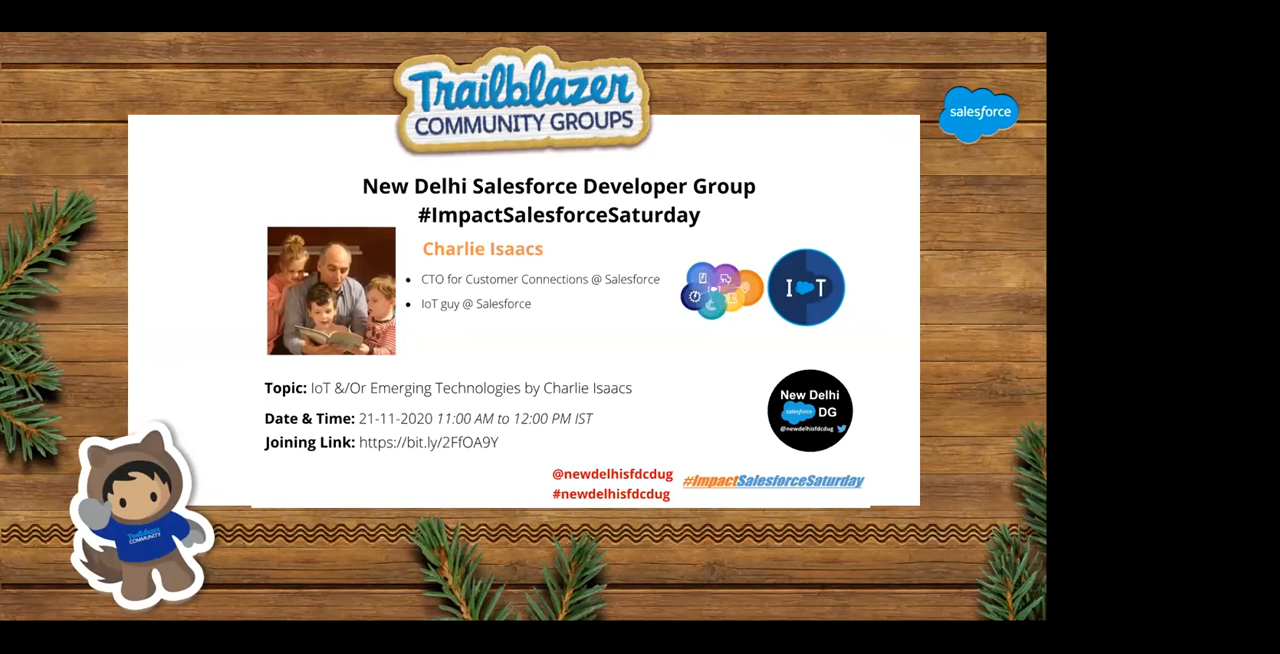 Trailblazer
COMMUNITY GROUPS
salesforce
New Delhi Salesforce Developer Group
#ImpactSalesforceSaturday
Charlie Isaacs
• CTO for Customer Connections @ Salesforce
• IoT guy @ Salesforce
I T
Topic: IoT &/Or Emerging Technologies by Charlie Isaacs
Date & Time: 21-11-2020 11:00 AM to 12:00 PM IST
Joining Link: https://bit.ly/2FfOA9Y
New Delhi
salesforce DG
@newdelhisfdcdug
@newdelhisfdcdug
#newdelhisfdcdug
#ImpactSalesforceSaturday
Trailblazer
COMMUNITY